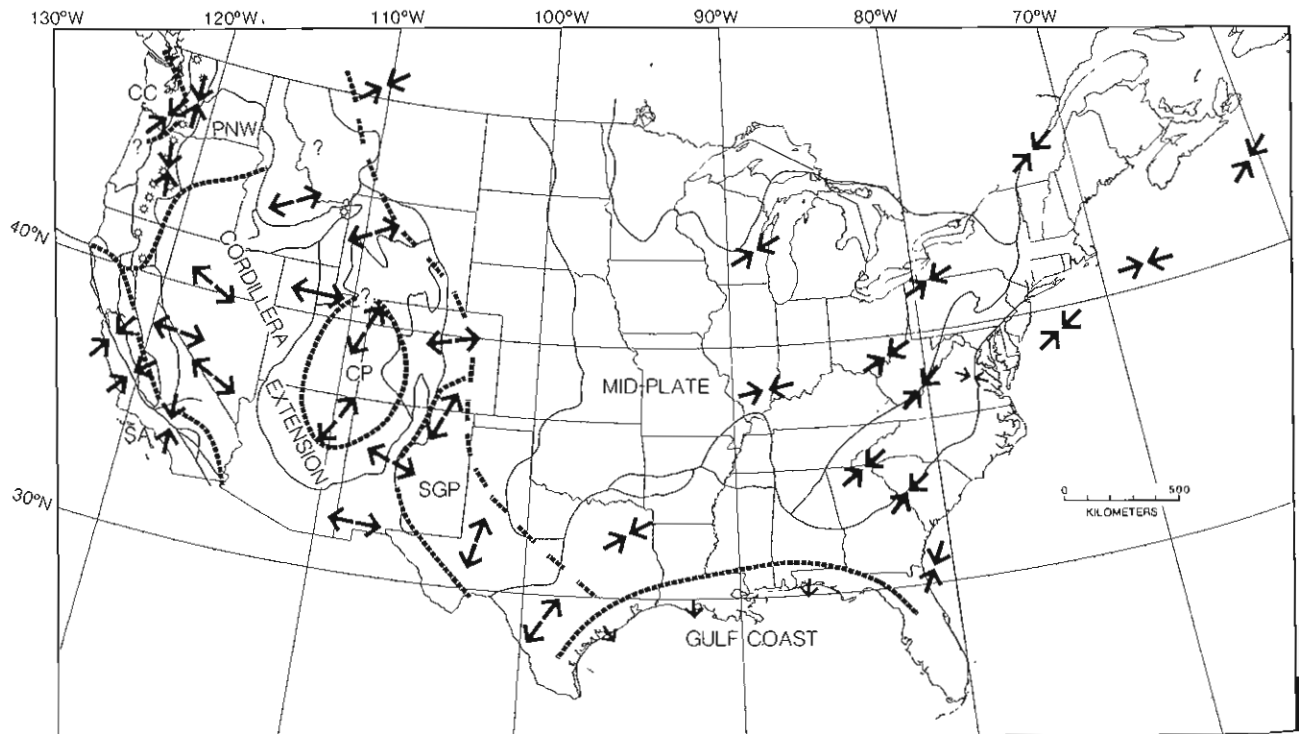 130°W 120°W 110°W 100°W 90°W 80°W 70°W
CC
PNW
?
?
40°N
CORDILLERA
?
CP
MID-PLATE
EXTENSION
SA
SGP
30°N
0 500
KILOMETERS
GULF COAST